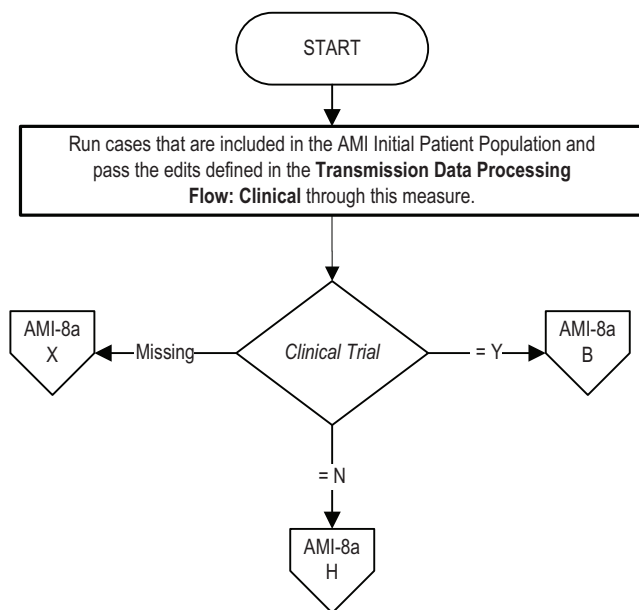 START
Run cases that are included in the AMI Initial Patient Population and
pass the edits defined in the Transmission Data Processing
Flow: Clinical through this measure.
AMI-8a
X
Missing
Clinical Trial
= Y
AMI-8a
B
= N
AMI-8a
H